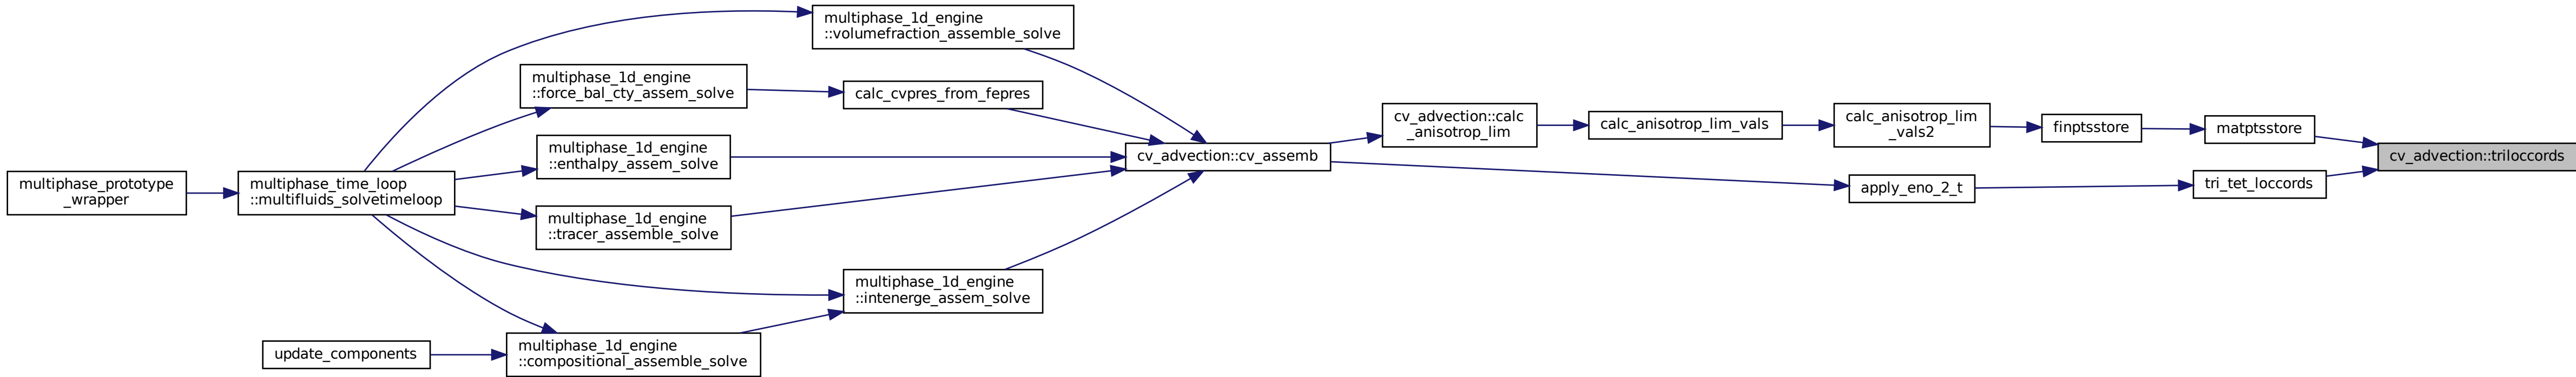 multiphase_prototype
_wrapper
multiphase_time_loop
::multifluids_solvetimeloop
update_components
multiphase_1d_engine
::volumefraction_assemble_solve
multiphase_1d_engine
::force_bal_cty_assem_solve
calc_cvpres_from_fepres
multiphase_1d_engine
::enthalpy_assem_solve
multiphase_1d_engine
::tracer_assemble_solve
multiphase_1d_engine
::intenerge_assem_solve
multiphase_1d_engine
::compositional_assemble_solve
cv_advection::cv_assemb
cv_advection::calc
_anisotrop_lim
calc_anisotrop_lim_vals
calc_anisotrop_lim
_vals2
finptsstore
matptsstore
apply_eno_2_t
tri_tet_loccords
cv_advection::triloccords